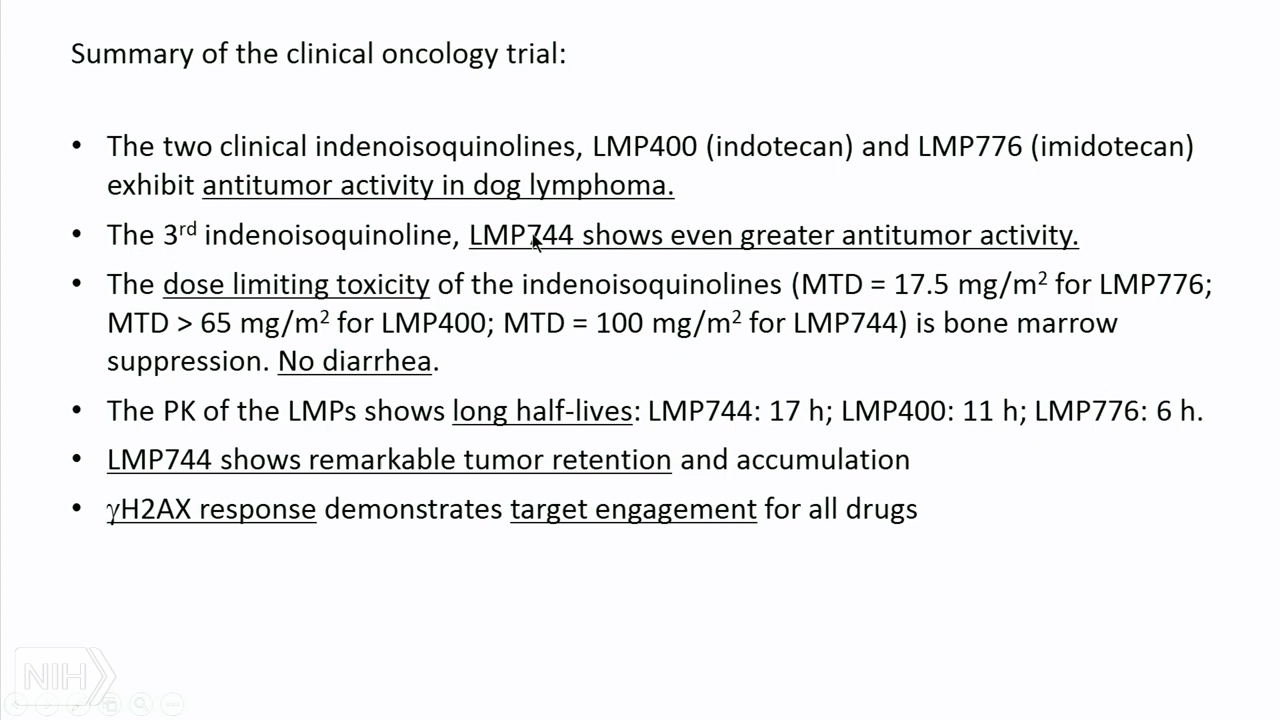 Summary of the clinical oncology trial:
• The two clinical indenoisoquinolines, LMP400 (indotecan) and LMP776 (imidotecan)
exhibit antitumor activity in dog lymphoma.
• The 3rd indenoisoquinoline, LMP744 shows even greater antitumor activity.
• The dose limiting toxicity of the indenoisoquinolines (MTD = 17.5 mg/m² for LMP776;
MTD > 65 mg/m² for LMP400; MTD = 100 mg/m² for LMP744) is bone marrow
suppression. No diarrhea.
• The PK of the LMPs shows long half-lives: LMP744: 17 h; LMP400: 11 h; LMP776: 6 h.
• LMP744 shows remarkable tumor retention and accumulation
• γH2AX response demonstrates target engagement for all drugs
NIH